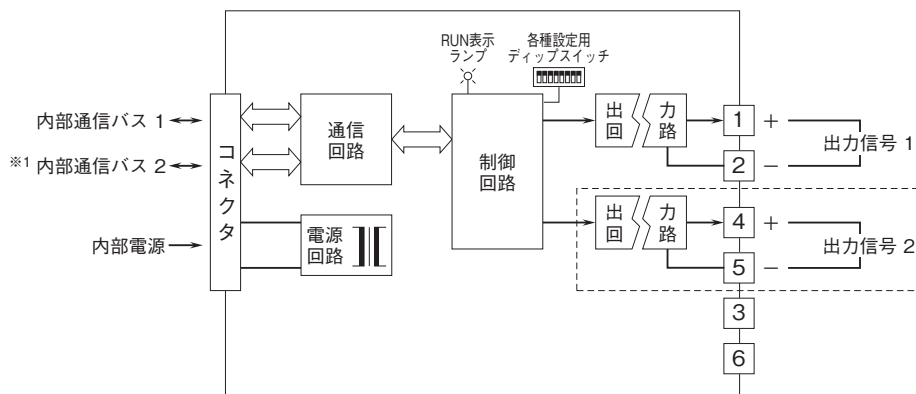 RUN表示
ランプ
各種設定用
ディップスイッチ
内部通信バス 1
※1 内部通信バス 2
内部電源
コネクタ
通信
回路
電源
回路
制御
回路
出 力
回 路
1 +
2 −
出力信号 1
出 力
回 路
4 +
5 −
出力信号 2
3
6